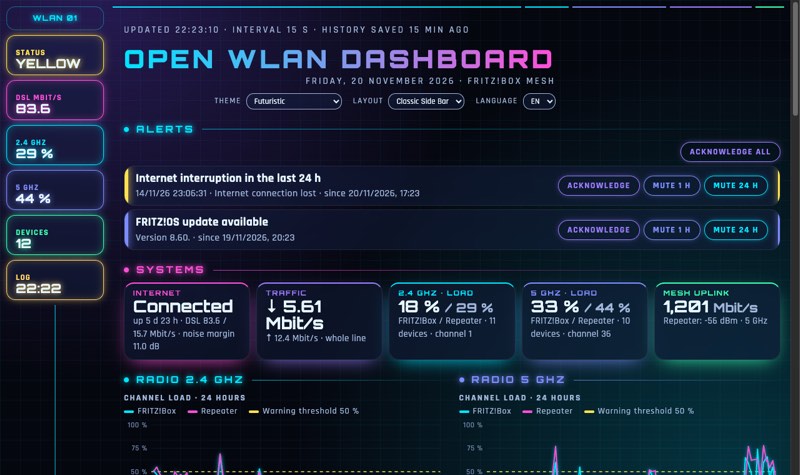 WLAN 01
STATUS
YELLOW
DSL MBIT/S
83.6
2.4 GHZ
29 %
5 GHZ
44 %
DEVICES
12
LOG
22:22
UPDATED 22:23:10 · INTERVAL 15 S · HISTORY SAVED 15 MIN AGO
OPEN WLAN DASHBOARD
FRIDAY, 20 NOVEMBER 2026 · FRITZ!BOX MESH
THEME Futuristic LAYOUT Classic Side Bar LANGUAGE EN
ALERTS
ACKNOWLEDGE ALL
Internet interruption in the last 24 h
14/11/26 23:06:31 · Internet connection lost · since 20/11/2026, 17:23
ACKNOWLEDGE MUTE 1 H MUTE 24 H
FRITZ!OS update available
Version 8.60. · since 19/11/2026, 20:23
ACKNOWLEDGE MUTE 1 H MUTE 24 H
SYSTEMS
INTERNET
Connected
up 5 d 23 h · DSL 83.6 /
15.7 Mbit/s · noise margin
11.0 dB
TRAFFIC
↓ 5.61
Mbit/s
↑ 12.4 Mbit/s · whole line
2.4 GHZ · LOAD
18 % / 29 %
FRITZ!Box / Repeater · 11
devices · channel 1
5 GHZ · LOAD
33 % / 44 %
FRITZ!Box / Repeater · 10
devices · channel 36
MESH UPLINK
1,201 Mbit/s
Repeater: -56 dBm · 5 GHz
RADIO 2.4 GHZ
CHANNEL LOAD · 24 HOURS
FRITZ!Box Repeater Warning threshold 50 %
100 %
75 %
50 %
RADIO 5 GHZ
CHANNEL LOAD · 24 HOURS
FRITZ!Box Repeater Warning threshold 50 %
100 %
75 %
50 %